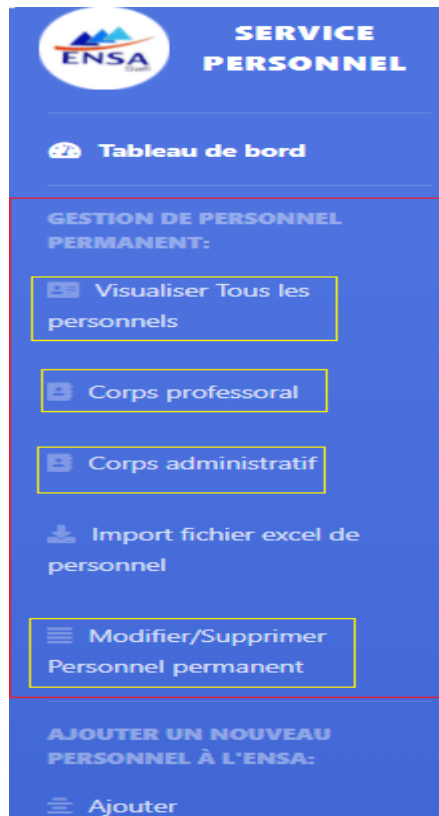 ENSA
SERVICE
PERSONNEL
Tableau de bord
GESTION DE PERSONNEL
PERMANENT:
Visualiser Tous les
personnels
Corps professoral
Corps administratif
Import fichier excel de
personnel
Modifier/Supprimer
Personnel permanent
AJOUTER UN NOUVEAU
PERSONNEL À L'ENSA:
Ajouter